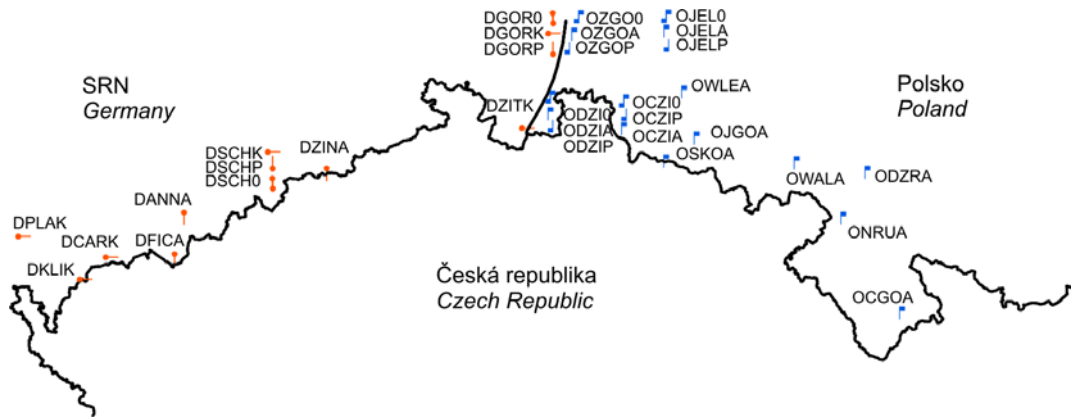 DGOR0
DGORK
DGORP
OZGO0
OZGOA
OZGOP
OJEL0
OJELA
OJELP
SRN
Germany
Polsko
Poland
DZITK
ODZI0
ODZIA
ODZIP
OCZI0
OCZIP
OCZIA
OWLEA
OJGOA
OSKOA
DSCHK
DSCHP
DSCH0
DZINA
OWALA
ODZRA
DANNA
DPLAK
DCARK
DFICA
DKLIK
ONRUA
Česká republika
Czech Republic
OCGOA